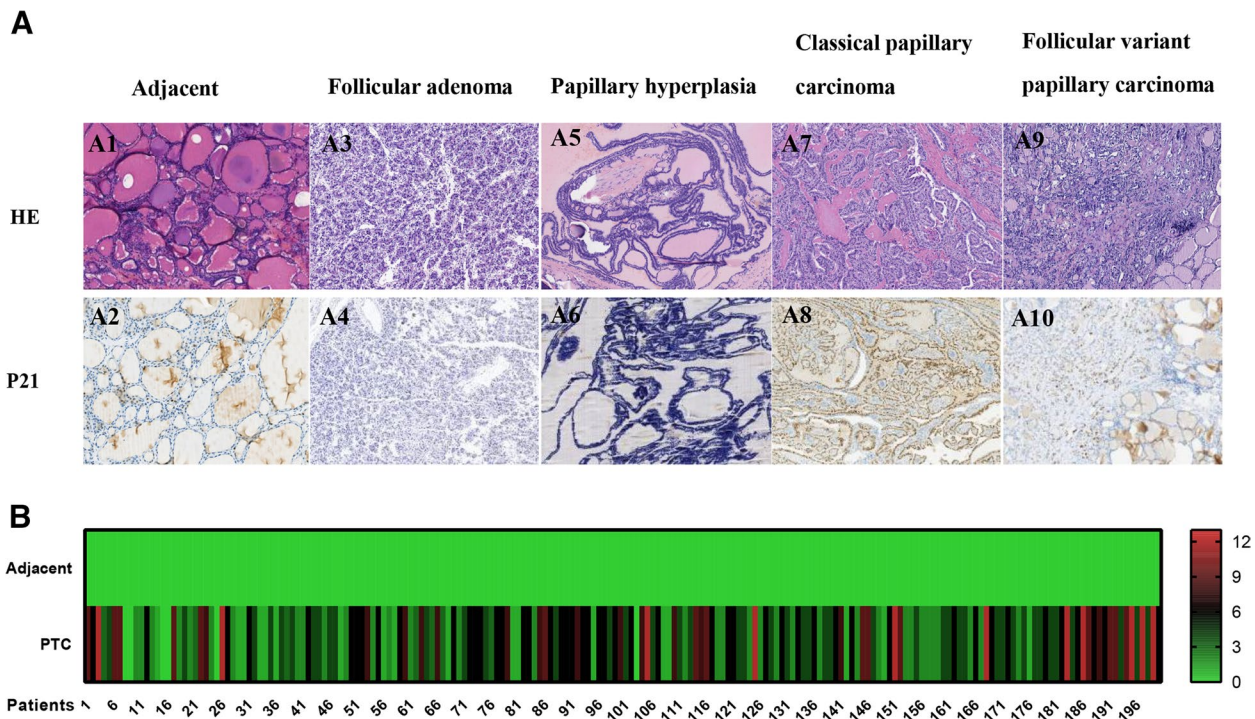 A
Adjacent
Follicular adenoma
Papillary hyperplasia
Classical papillary
carcinoma
Follicular variant
papillary carcinoma
HE
A1
A3
A5
A7
A9
P21
A2
A4
A6
A8
A10
B
Adjacent
PTC
12
9
6
3
0
Patients 1 6 11 16 21 26 31 36 41 46 51 56 61 66 71 76 81 86 91 96 101 106 111 116 121 126 131 136 141 146 151 156 161 166 171 176 181 186 191 196